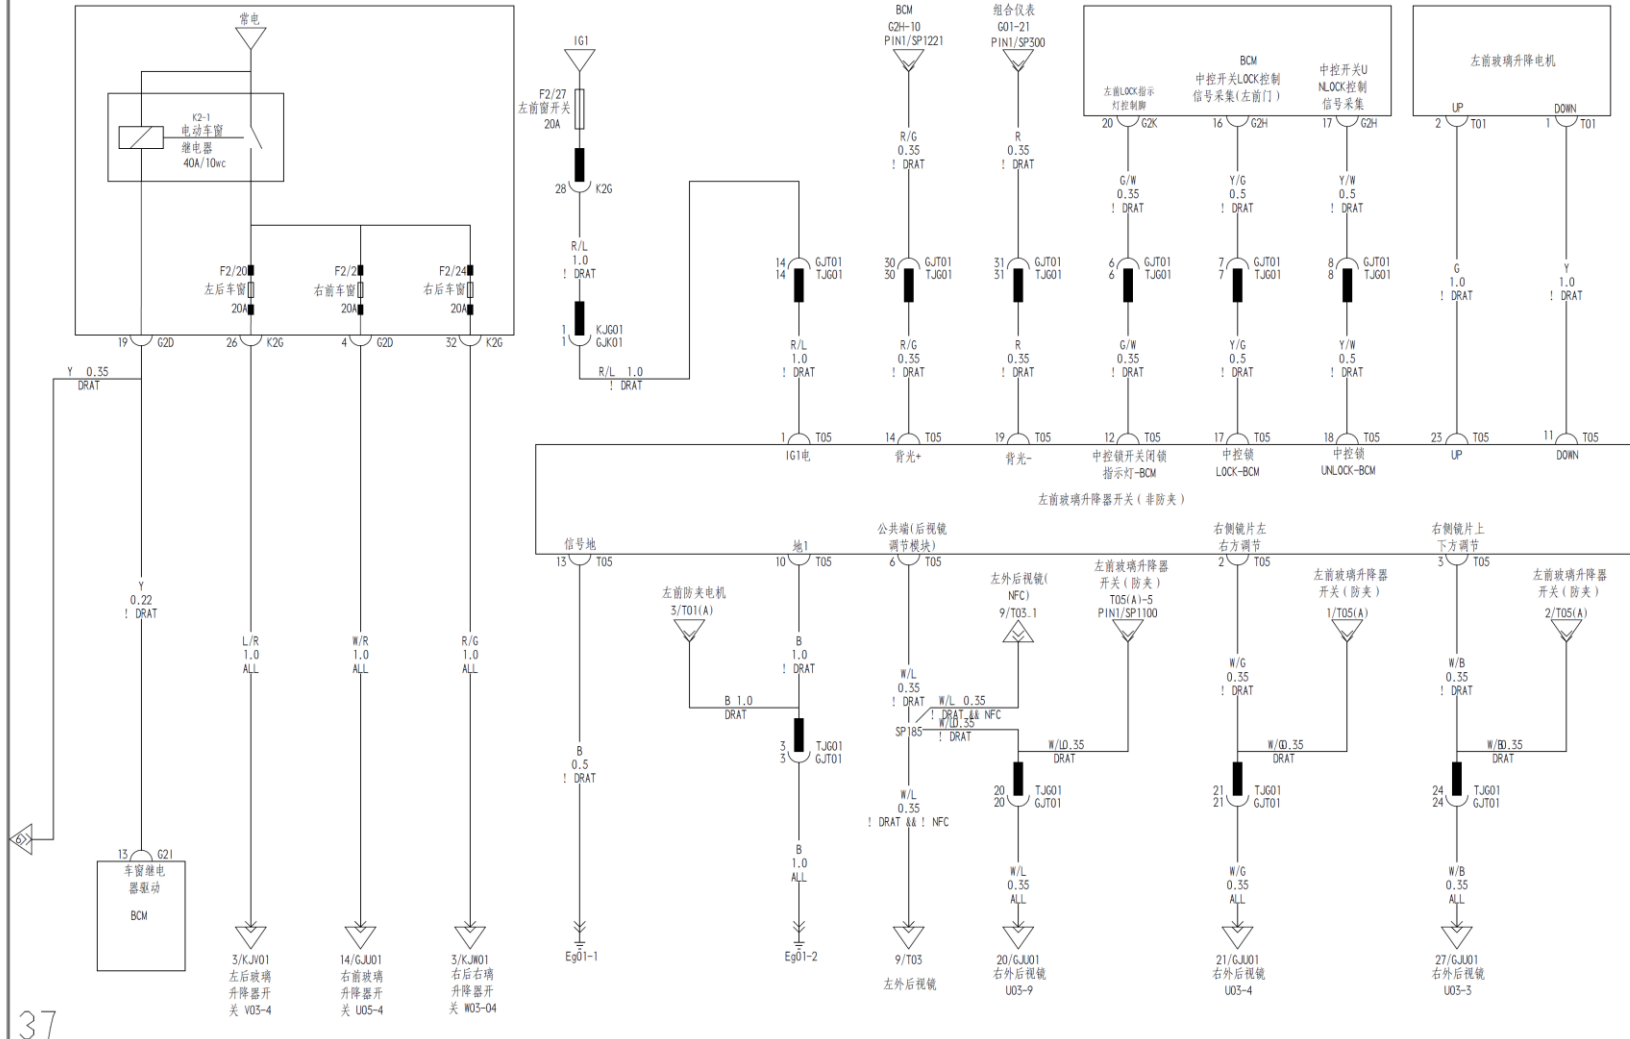 常电
K2-1
电动车窗
继电器
40A/10wc
F2/20
左后车窗
20A
F2/2
右前车窗
20A
F2/24
右后车窗
20A
19 G2D
26 K2G
4 G2D
32 K2G
Y 0.35
DRAT
Y
0.22
! DRAT
L/R
1.0
ALL
W/R
1.0
ALL
R/G
1.0
ALL
6
13 G2I
车窗继电
器驱动
BCM
3/KJV01
左后玻璃
升降器开
关 V03-4
14/GJU01
右前玻璃
升降器开
关 U05-4
3/KJW01
右后右璃
升降器开
关 W03-04
37
IG1
F2/27
左前窗开关
20A
28 K2G
R/L
1.0
! DRAT
1 KJG01
1 GJK01
R/L 1.0
! DRAT
14 GJT01
14 TJG01
R/L
1.0
! DRAT
1 T05
IG1电
BCM
G2H-10
PIN1/SP1221
R/G
0.35
! DRAT
30 GJT01
30 TJG01
R/G
0.35
! DRAT
14 T05
背光+
组合仪表
G01-21
PIN1/SP300
R
0.35
! DRAT
31 GJT01
31 TJG01
R
0.35
! DRAT
19 T05
背光-
BCM
左前LOCK指示
灯控制脚
中控开关LOCK控制
信号采集(左前门)
中控开关U
NLOCK控制
信号采集
20 G2K
16 G2H
17 G2H
G/W
0.35
! DRAT
Y/G
0.5
! DRAT
Y/W
0.5
! DRAT
6 GJT01
6 TJG01
7 GJT01
7 TJG01
8 GJT01
8 TJG01
G/W
0.35
! DRAT
Y/G
0.5
! DRAT
Y/W
0.5
! DRAT
12 T05
17 T05
18 T05
中控锁开关闭锁
指示灯-BCM
中控锁
LOCK-BCM
中控锁
UNLOCK-BCM
左前玻璃升降电机
UP
DOWN
2 T01
1 T01
G
1.0
! DRAT
Y
1.0
! DRAT
23 T05
11 T05
UP
DOWN
左前玻璃升降器开关(非防夹)
信号地
地1
公共端(后视镜
调节模块)
右侧镜片左
右方调节
右侧镜片上
下方调节
13 T05
10 T05
6 T05
2 T05
3 T05
左前防夹电机
3/T01(A)
左外后视镜(
NFC)
9/T03_1
左前玻璃升降器
开关(防夹)
T05(A)-5
PIN1/SP1100
左前玻璃升降器
开关(防夹)
1/T05(A)
左前玻璃升降器
开关(防夹)
2/T05(A)
B
0.5
! DRAT
B
1.0
! DRAT
B 1.0
DRAT
3 TJG01
3 GJT01
B
1.0
ALL
W/L
0.35
! DRAT
W/L 0.35
! DRAT && NFC
SP185
W/L 0.35
! DRAT
W/L 0.35
DRAT
W/L
0.35
! DRAT && ! NFC
20 TJG01
20 GJT01
W/L
0.35
ALL
W/G
0.35
! DRAT
W/G 0.35
DRAT
21 TJG01
21 GJT01
W/G
0.35
ALL
W/B
0.35
! DRAT
W/B 0.35
DRAT
24 TJG01
24 GJT01
W/B
0.35
ALL
Eg01-1
Eg01-2
9/T03
左外后视镜
20/GJU01
右外后视镜
U03-9
21/GJU01
右外后视镜
U03-4
27/GJU01
右外后视镜
U03-3